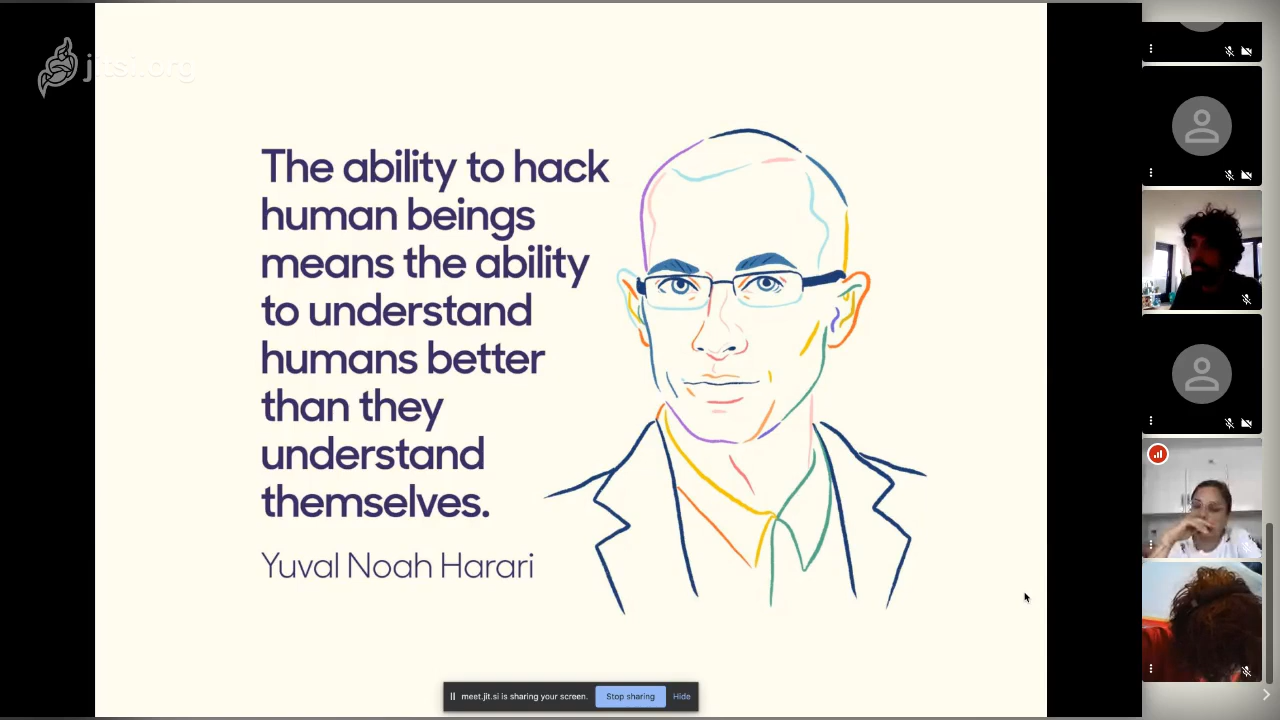 jitsi.org
The ability to hack
human beings
means the ability
to understand
humans better
than they
understand
themselves.
Yuval Noah Harari
meet.jit.si is sharing your screen.
Stop sharing
Hide